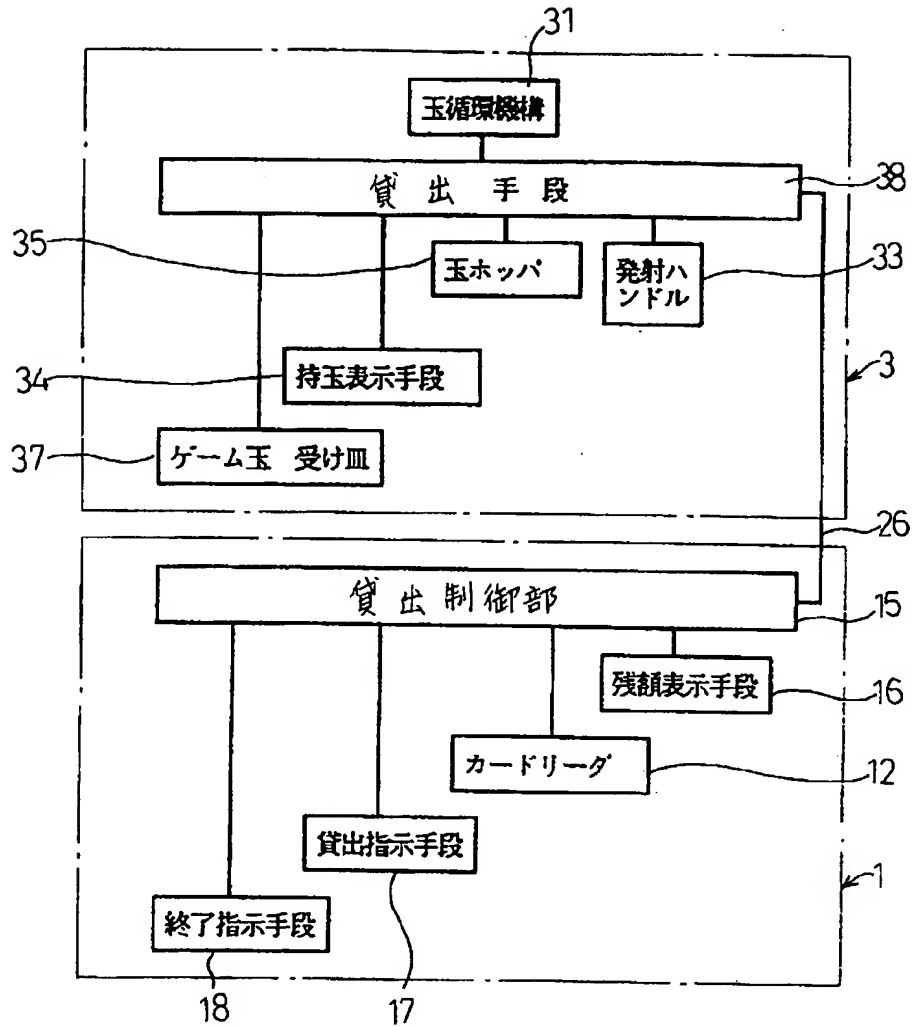 31
玉循環機構
貸出手段
38
35
玉ホッパ
発射ハ
ンドル
33
34
持玉表示手段
3
37
ゲーム玉 受け皿
26
貸出制御部
15
残額表示手段
16
カードリーダ
12
貸出指示手段
1
終了指示手段
18
17